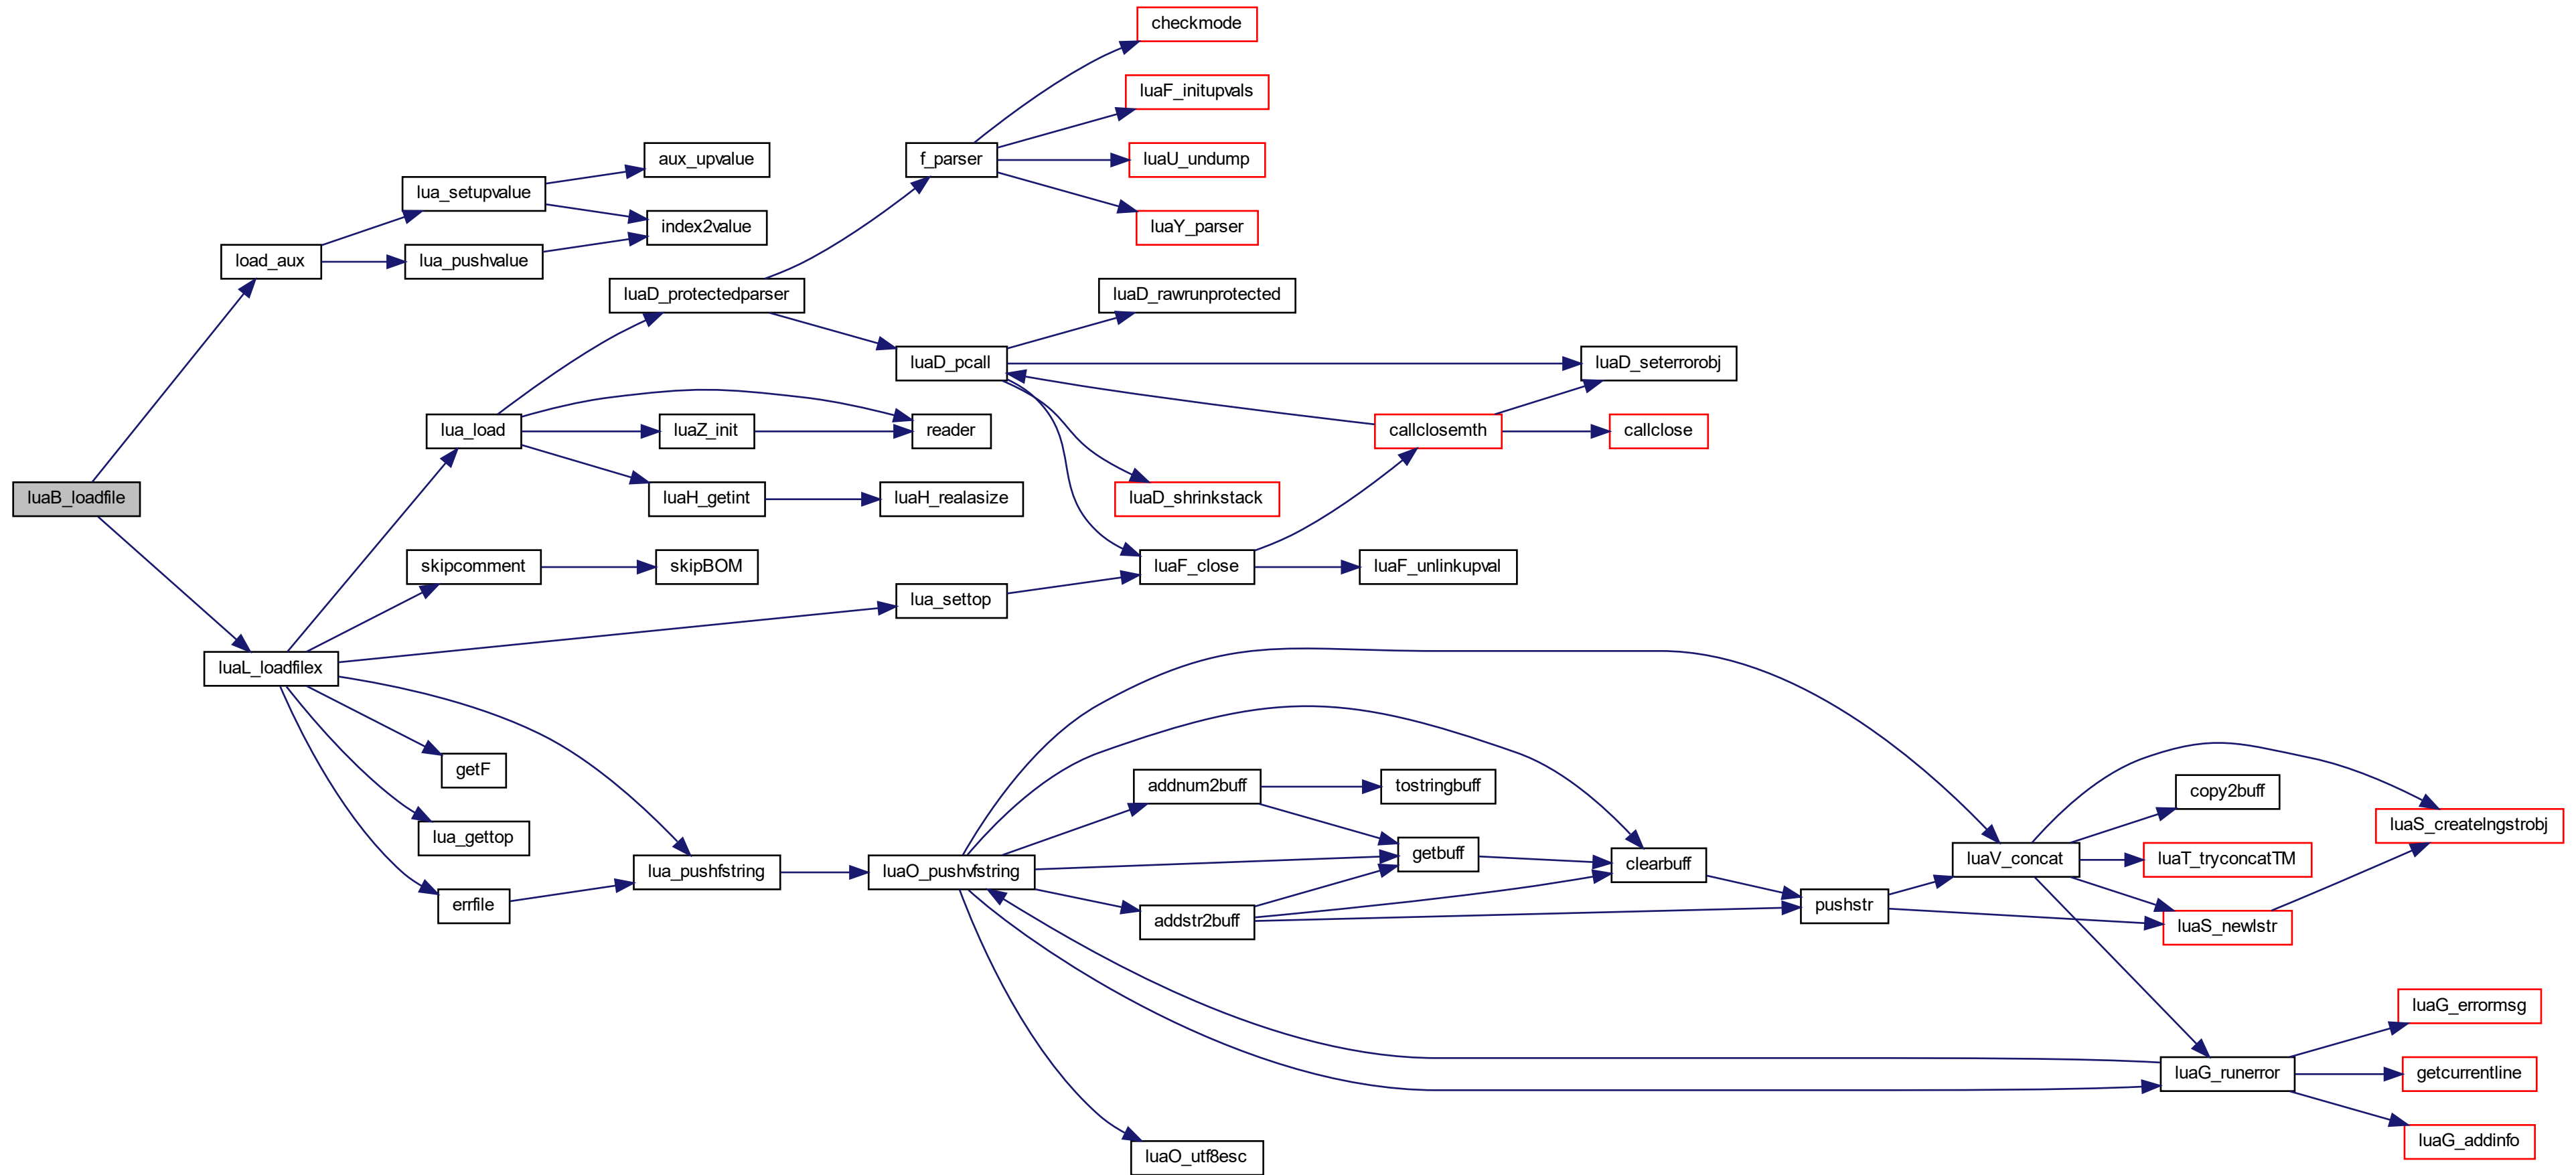 checkmode
luaF_initupvals
f_parser
aux_upvalue
luaU_undump
lua_setupvalue
index2value
luaY_parser
load_aux
lua_pushvalue
luaD_protectedparser
luaD_rawrunprotected
luaD_pcall
luaD_seterrorobj
lua_load
luaZ_init
reader
callclosemth
callclose
luaB_loadfile
luaH_getint
luaH_realasize
luaD_shrinkstack
skipcomment
skipBOM
luaF_close
luaF_unlinkupval
lua_settop
luaL_loadfilex
getF
addnum2buff
tostringbuff
copy2buff
luaS_createlngstrobj
lua_gettop
getbuff
clearbuff
luaV_concat
luaT_tryconcatTM
lua_pushfstring
luaO_pushvfstring
errfile
addstr2buff
pushstr
luaS_newlstr
luaG_errormsg
luaG_runerror
getcurrentline
luaG_addinfo
luaO_utf8esc